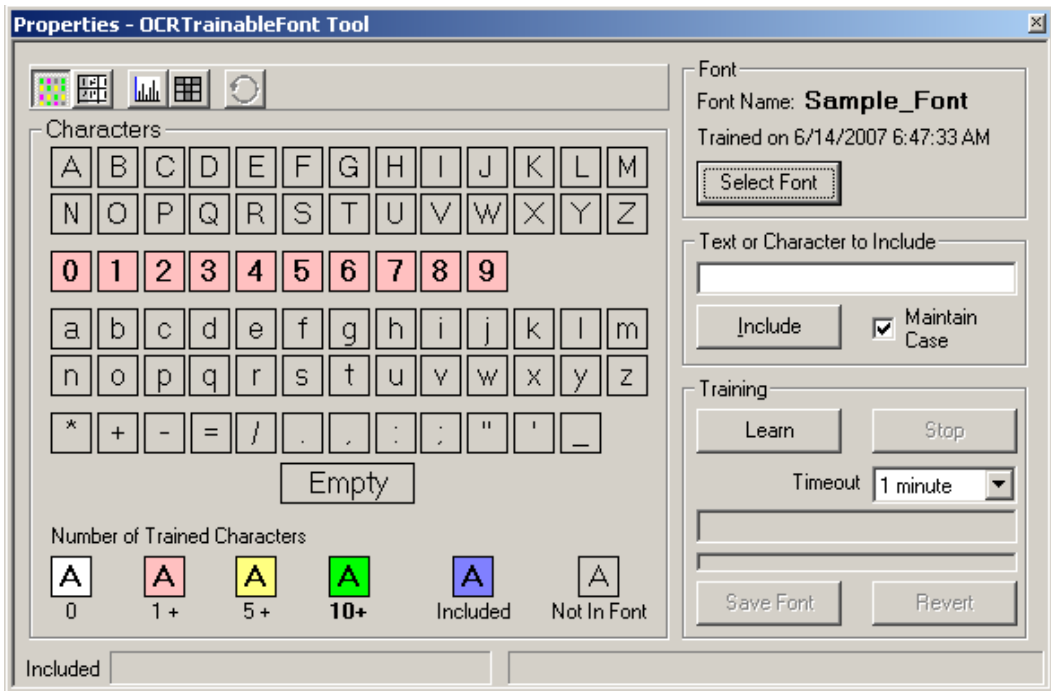 Properties - OCRTrainableFont Tool
Characters
A B C D E F G H I J K L M
N O P Q R S T U V W X Y Z
0 1 2 3 4 5 6 7 8 9
a b c d e f g h i j k l m
n o p q r s t u v w x y z
* + - = / . , : ; " ' _
Empty
Number of Trained Characters
A A A A A A
0 1 + 5 + 10+ Included Not In Font
Font
Font Name: Sample_Font
Trained on 6/14/2007 6:47:33 AM
Select Font
Text or Character to Include
Include
Maintain
Case
Training
Learn Stop
Timeout 1 minute
Save Font Revert
Included